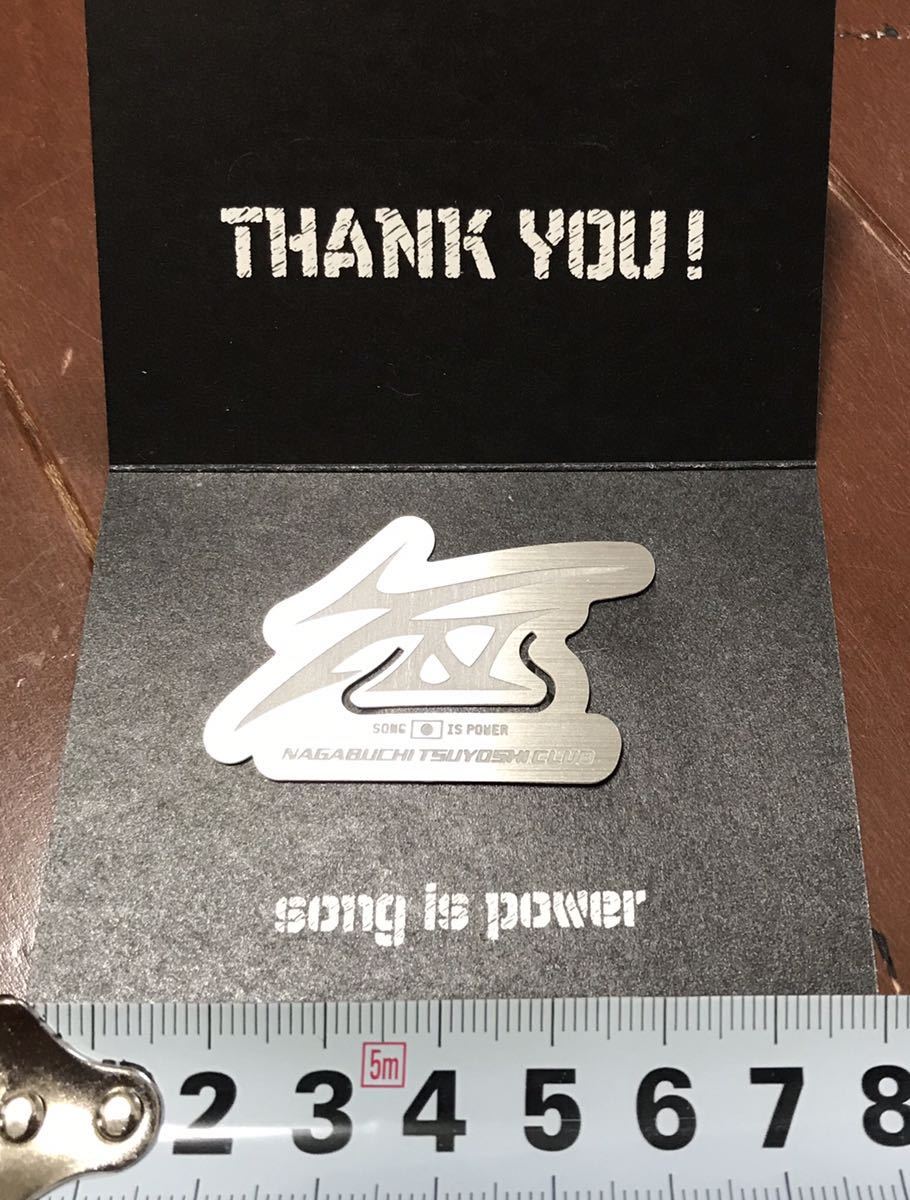 THANK YOU!
SONG IS POWER
NAGABUCHI TSUYOSHI CLUB
song is power
5m
2 3 4 5 6 7 8